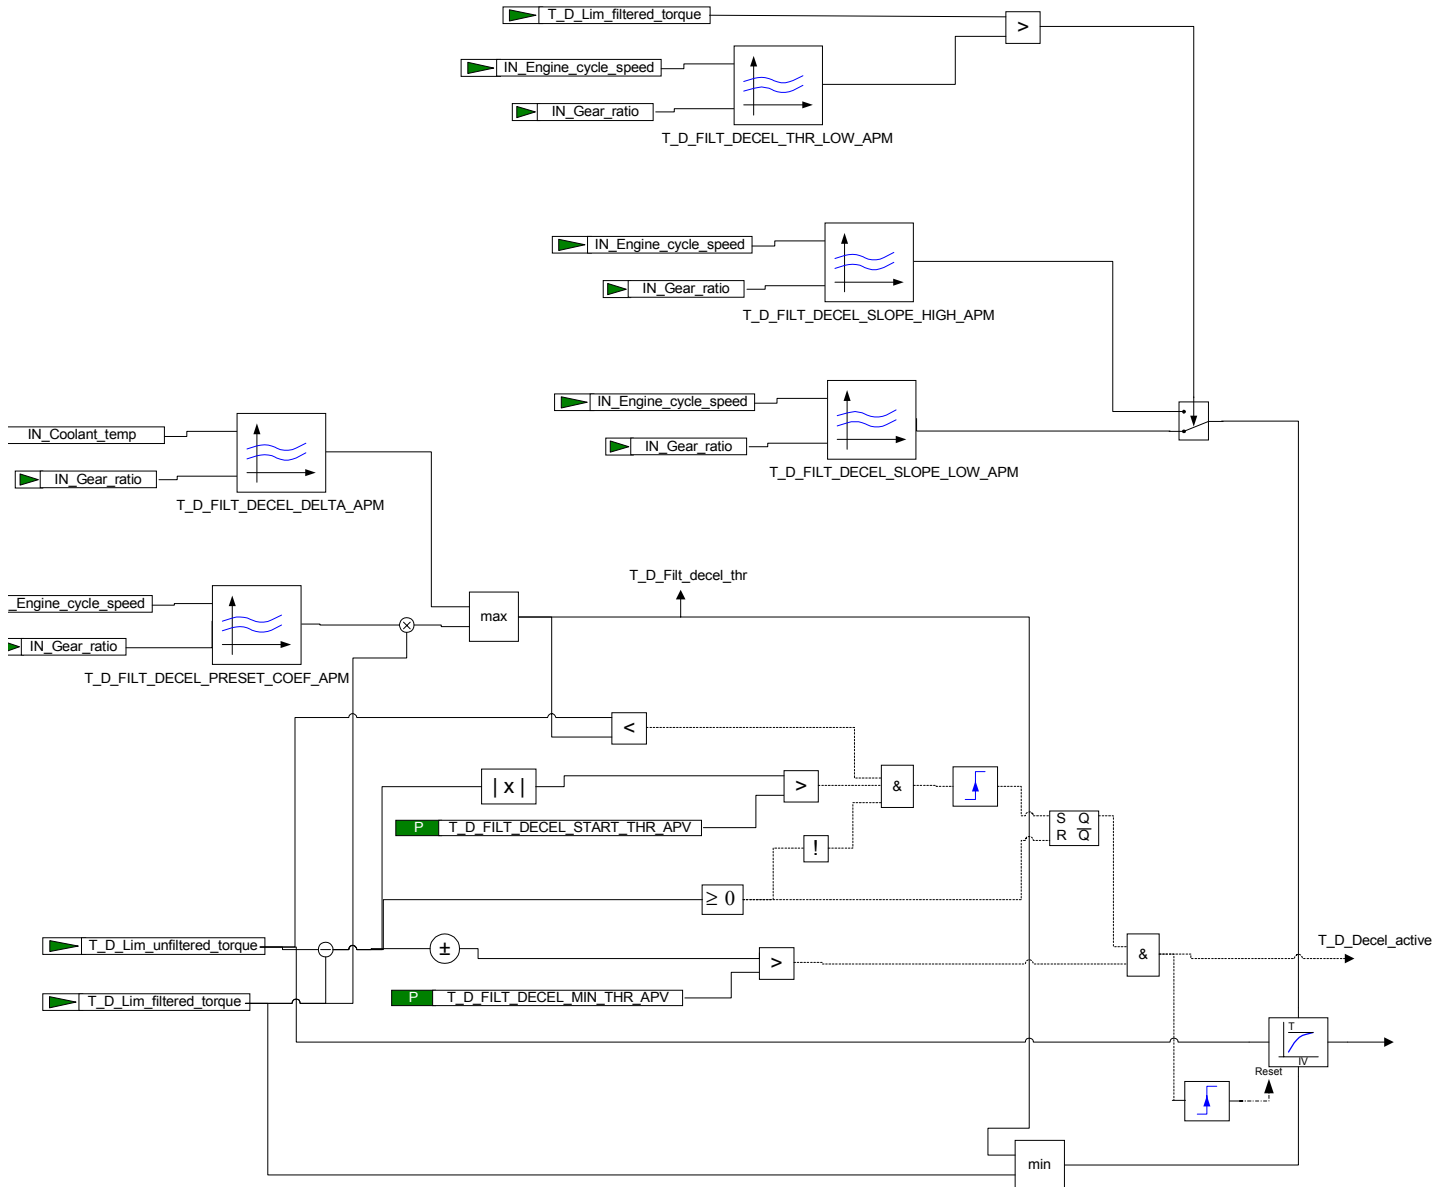 T_D_Lim_filtered_torque
>
IN_Engine_cycle_speed
IN_Gear_ratio
T_D_FILT_DECEL_THR_LOW_APM
IN_Engine_cycle_speed
IN_Gear_ratio
T_D_FILT_DECEL_SLOPE_HIGH_APM
IN_Engine_cycle_speed
IN_Gear_ratio
T_D_FILT_DECEL_SLOPE_LOW_APM
IN_Coolant_temp
IN_Gear_ratio
T_D_FILT_DECEL_DELTA_APM
T_D_Filt_decel_thr
_Engine_cycle_speed
max
IN_Gear_ratio
T_D_FILT_DECEL_PRESET_COEF_APM
<
|x|
>
&
P T_D_FILT_DECEL_START_THR_APV
S Q
R Q̅
!
≥ 0
T_D_Lim_unfiltered_torque
±
>
&
T_D_Decel_active
P T_D_FILT_DECEL_MIN_THR_APV
T_D_Lim_filtered_torque
T
IV
Reset
min